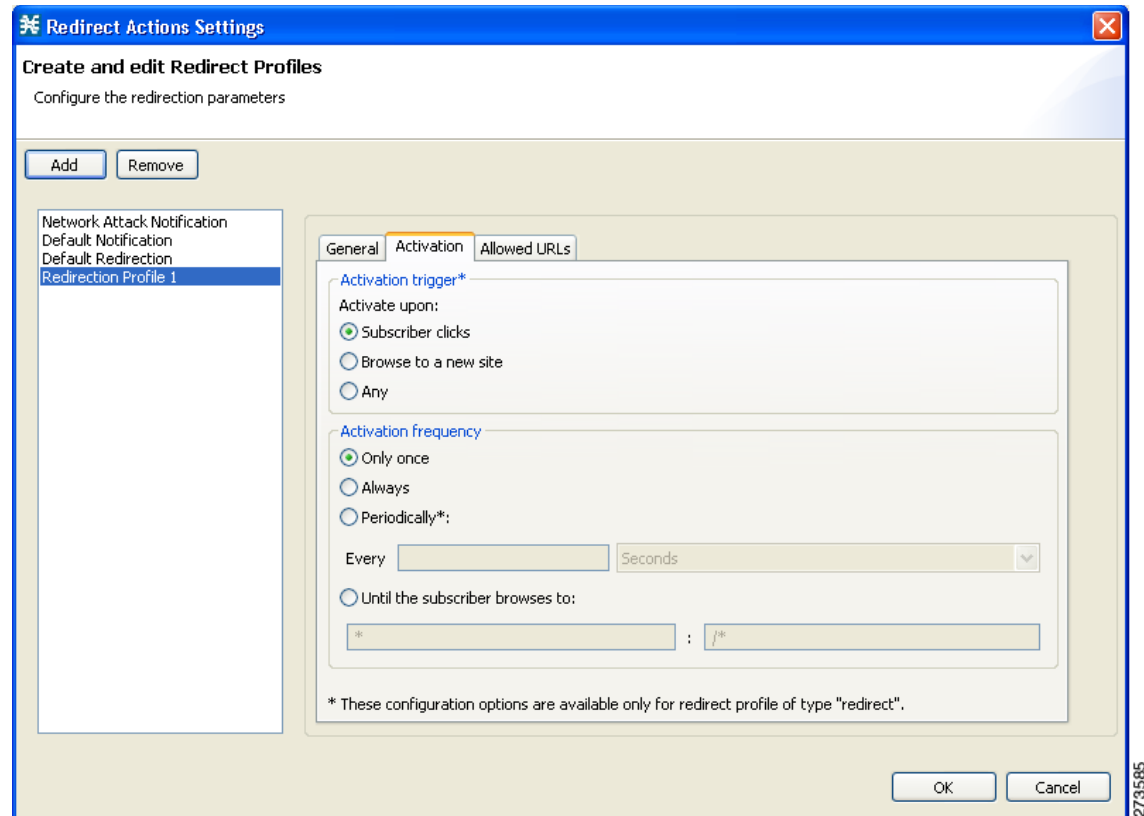 Redirect Actions Settings
Create and edit Redirect Profiles
Configure the redirection parameters
Add
Remove
Network Attack Notification
Default Notification
Default Redirection
Redirection Profile 1
General
Activation
Allowed URLs
Activation trigger*
Activate upon:
Subscriber clicks
Browse to a new site
Any
Activation frequency
Only once
Always
Periodically*:
Every
Seconds
Until the subscriber browses to:
*
:
/*
* These configuration options are available only for redirect profile of type "redirect".
OK
Cancel
273585